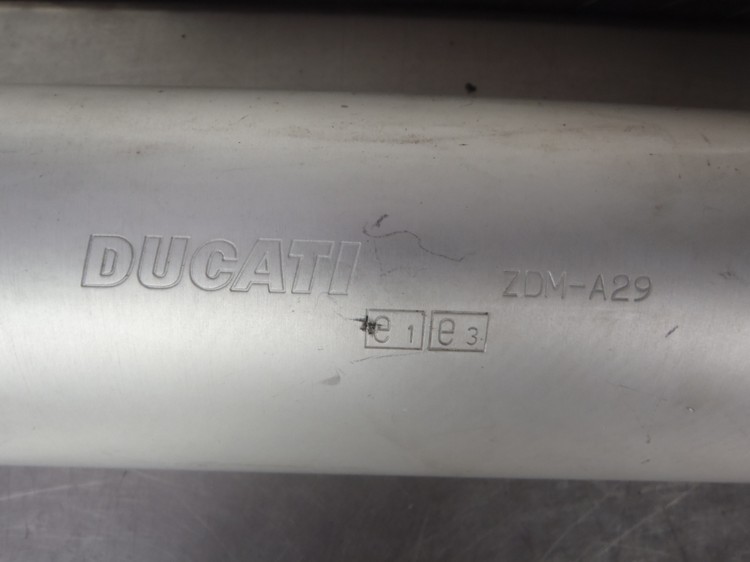 DUCATI
ZDM-A29
e1 e3